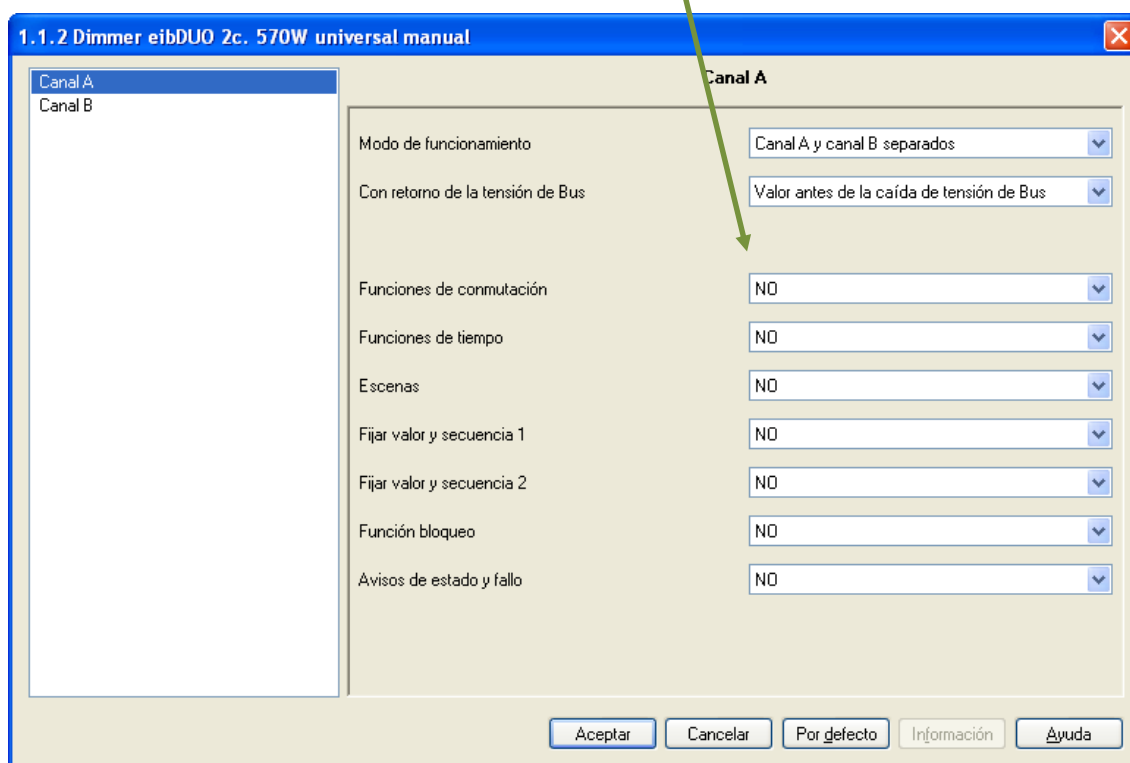 1.1.2 Dimmer eibDUO 2c. 570W universal manual
Canal A
Canal B
Canal A
Modo de funcionamiento
Canal A y canal B separados
Con retorno de la tensión de Bus
Valor antes de la caída de tensión de Bus
Funciones de conmutación
NO
Funciones de tiempo
NO
Escenas
NO
Fijar valor y secuencia 1
NO
Fijar valor y secuencia 2
NO
Función bloqueo
NO
Avisos de estado y fallo
NO
Aceptar
Cancelar
Por defecto
Información
Ayuda